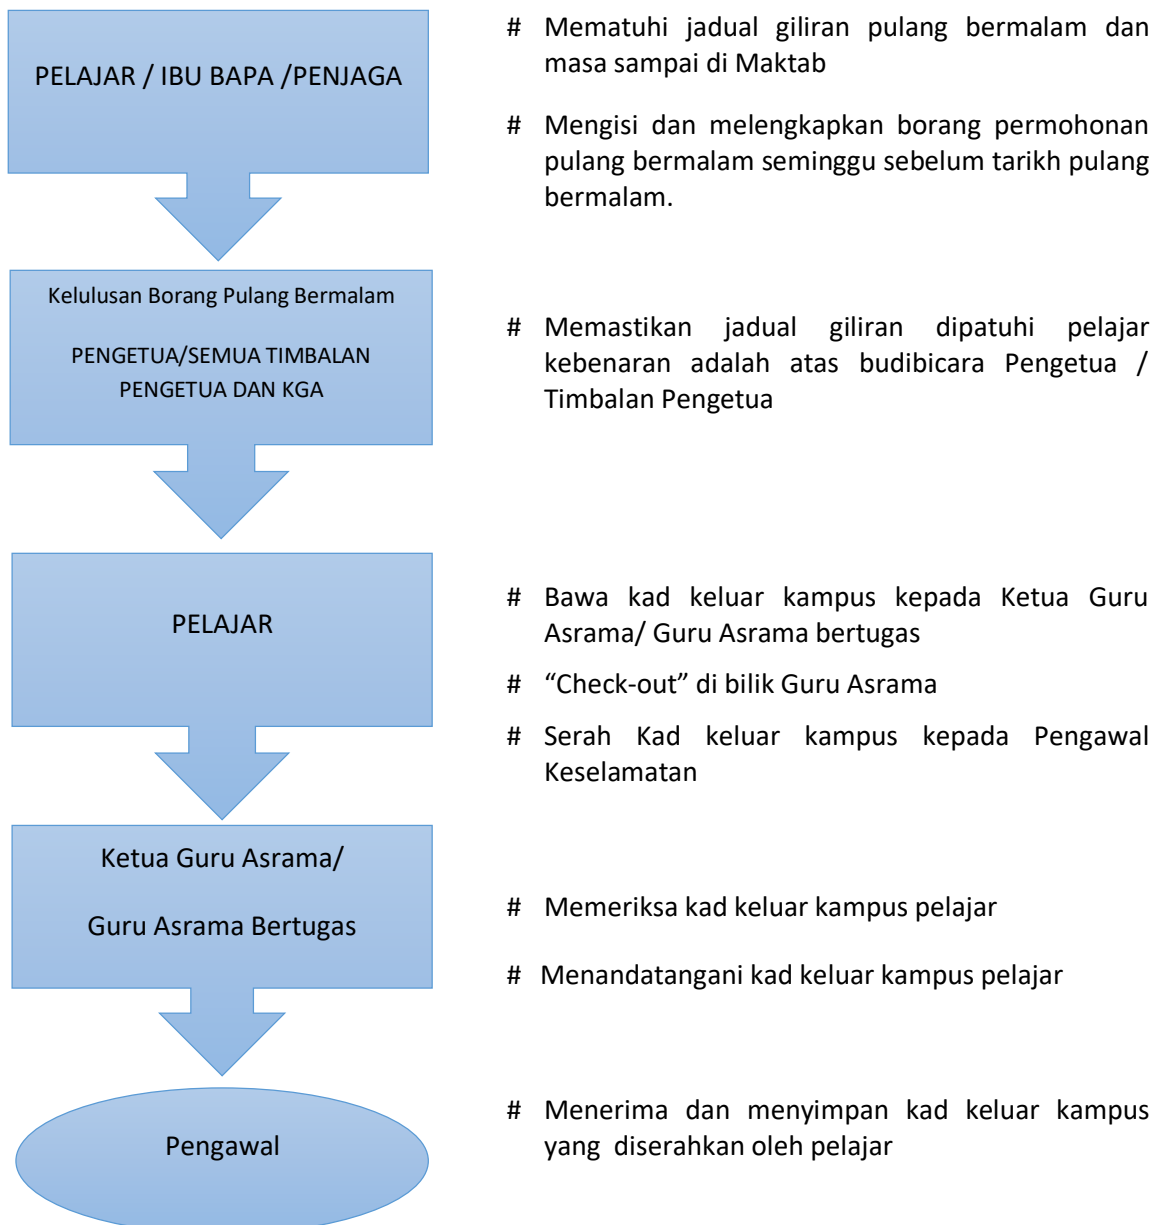 PELAJAR / IBU BAPA /PENJAGA
# Mematuhi jadual giliran pulang bermalam dan
masa sampai di Maktab
# Mengisi dan melengkapkan borang permohonan
pulang bermalam seminggu sebelum tarikh pulang
bermalam.
Kelulusan Borang Pulang Bermalam
PENGETUA/SEMUA TIMBALAN
PENGETUA DAN KGA
# Memastikan jadual giliran dipatuhi pelajar
kebenaran adalah atas budibicara Pengetua /
Timbalan Pengetua
PELAJAR
# Bawa kad keluar kampus kepada Ketua Guru
Asrama/ Guru Asrama bertugas
# “Check-out” di bilik Guru Asrama
# Serah Kad keluar kampus kepada Pengawal
Keselamatan
Ketua Guru Asrama/
Guru Asrama Bertugas
# Memeriksa kad keluar kampus pelajar
# Menandatangani kad keluar kampus pelajar
Pengawal
# Menerima dan menyimpan kad keluar kampus
yang diserahkan oleh pelajar